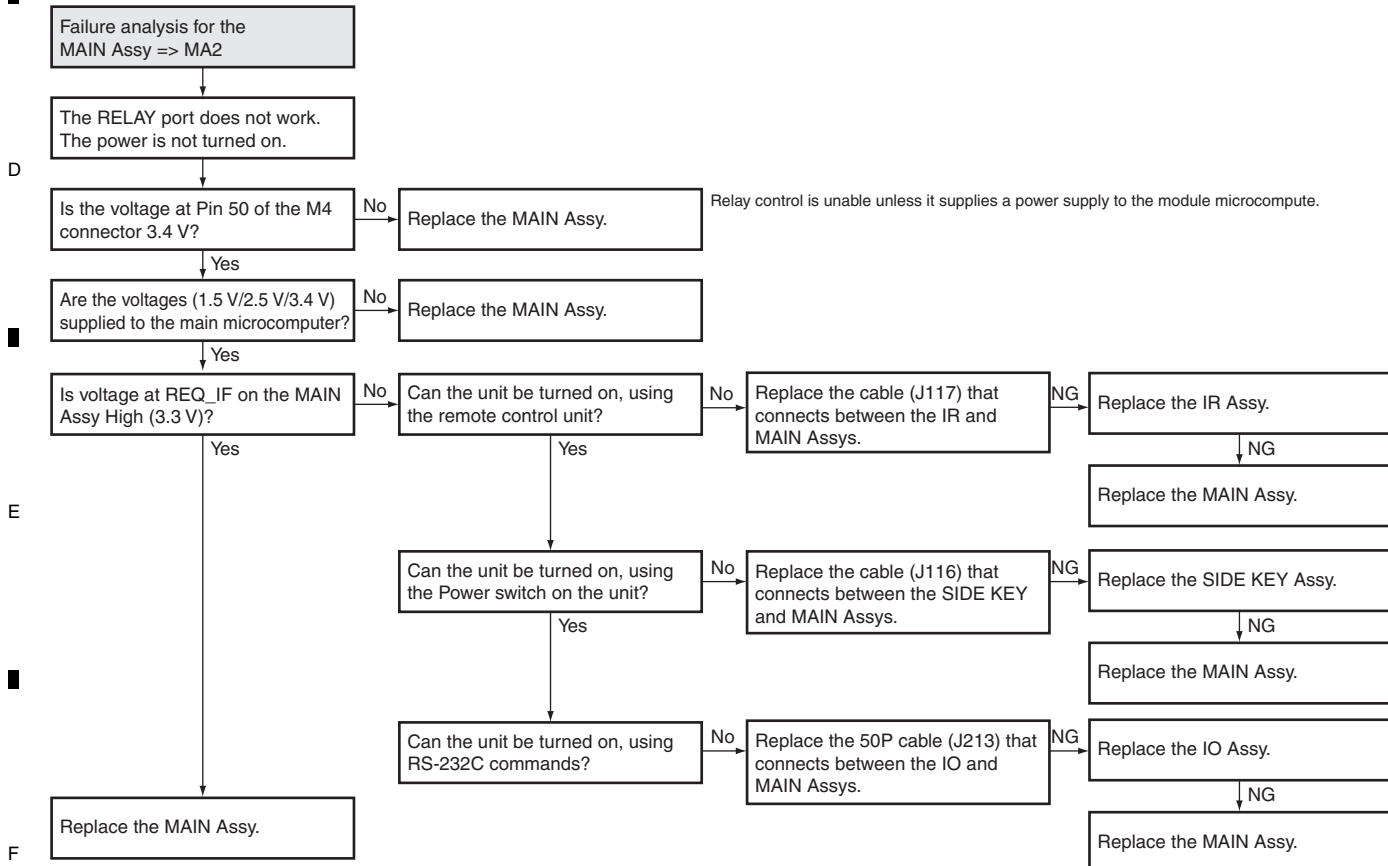 Failure analysis for the
MAIN Assy => MA2
The RELAY port does not work.
The power is not turned on.
D
Is the voltage at Pin 50 of the M4
connector 3.4 V?
No
Replace the MAIN Assy.
Relay control is unable unless it supplies a power supply to the module microcompute.
Yes
Are the voltages (1.5 V/2.5 V/3.4 V)
supplied to the main microcomputer?
No
Replace the MAIN Assy.
Yes
Is voltage at REQ_IF on the MAIN
Assy High (3.3 V)?
No
Can the unit be turned on, using
the remote control unit?
No
Replace the cable (J117) that
connects between the IR and
MAIN Assys.
NG
Replace the IR Assy.
NG
Replace the MAIN Assy.
Yes
Yes
E
Can the unit be turned on, using
the Power switch on the unit?
No
Replace the cable (J116) that
connects between the SIDE KEY
and MAIN Assys.
NG
Replace the SIDE KEY Assy.
NG
Replace the MAIN Assy.
Yes
Can the unit be turned on, using
RS-232C commands?
No
Replace the 50P cable (J213) that
connects between the IO and
MAIN Assys.
NG
Replace the IO Assy.
NG
Replace the MAIN Assy.
Replace the MAIN Assy.
F